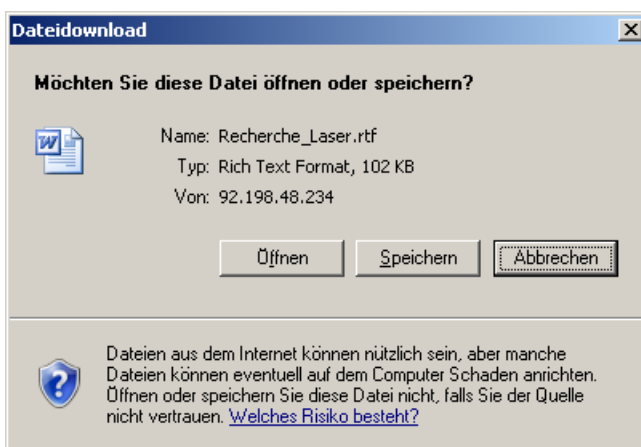 Dateidownload
Möchten Sie diese Datei öffnen oder speichern?
W
Name: Recherche_Laser.rtf
Typ: Rich Text Format, 102 KB
Von: 92.198.48.234
Öffnen Speichern Abbrechen
Dateien aus dem Internet können nützlich sein, aber manche
Dateien können eventuell auf dem Computer Schaden anrichten.
Öffnen oder speichern Sie diese Datei nicht, falls Sie der Quelle
nicht vertrauen. Welches Risiko besteht?